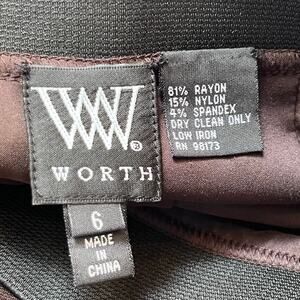 W
®
WORTH
6
MADE
IN
CHINA
81% RAYON
15% NYLON
4% SPANDEX
DRY CLEAN ONLY
LOW IRON
RN 98173